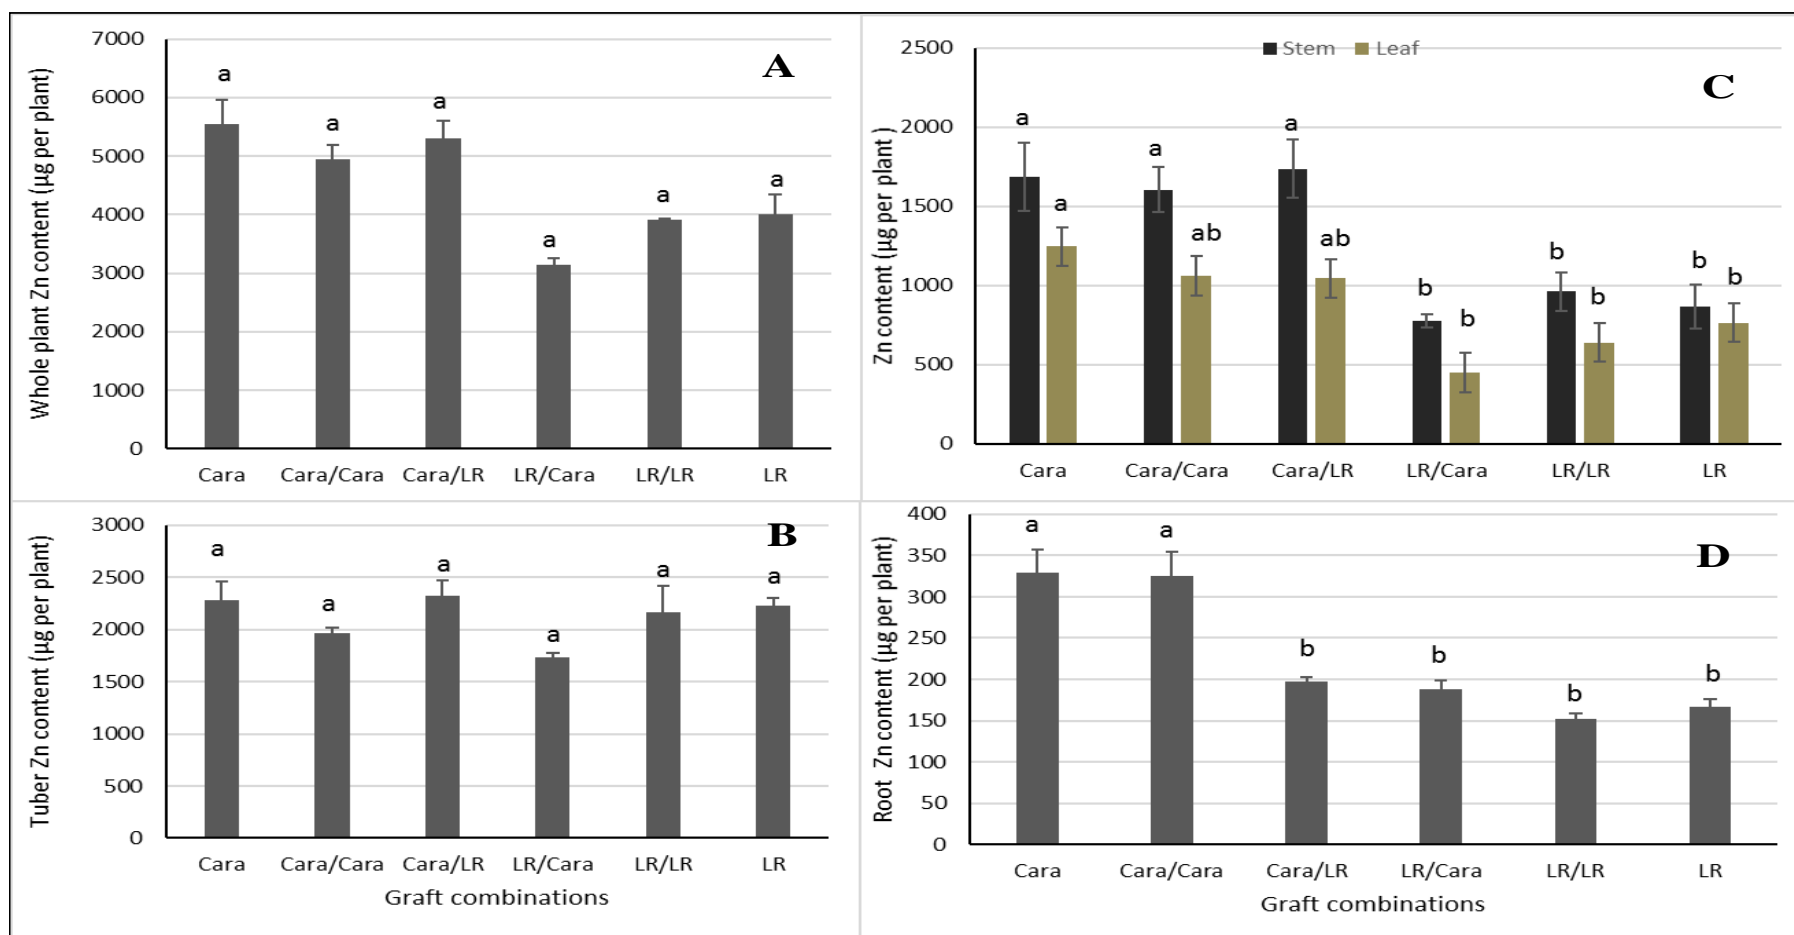 A
Whole plant Zn content (µg per plant)
7000
6000
5000
4000
3000
2000
1000
0
a a a a a a
Cara Cara/Cara Cara/LR LR/Cara LR/LR LR
B
Tuber Zn content (µg per plant)
3000
2500
2000
1500
1000
500
0
a a a a a a
Cara Cara/Cara Cara/LR LR/Cara LR/LR LR
Graft combinations
C
Stem Leaf
Zn content (µg per plant )
2500
2000
1500
1000
500
0
a a a ab a ab b b b b b b
Cara Cara/Cara Cara/LR LR/Cara LR/LR LR
D
Root Zn content (µg per plant)
400
350
300
250
200
150
100
50
0
a a b b b b
Cara Cara/Cara Cara/LR LR/Cara LR/LR LR
Graft combinations